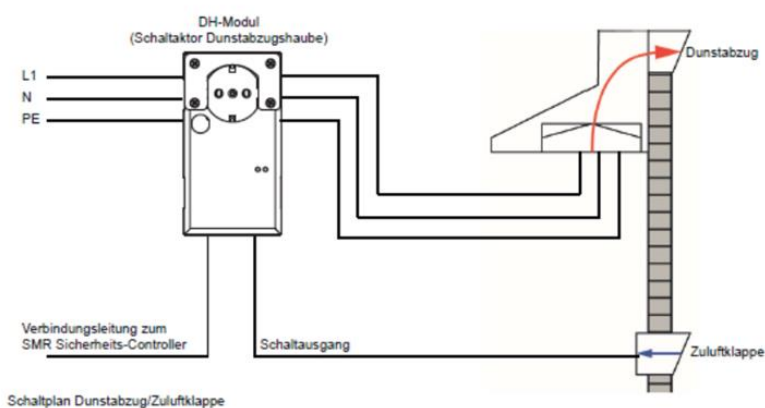 DH-Modul
(Schaltaktor Dunstabzugshaube)
Dunstabzug
L1
N
PE
Verbindungsleitung zum
SMR Sicherheits-Controller
Schaltausgang
Zuluftklappe
Schaltplan Dunstabzug/Zuluftklappe